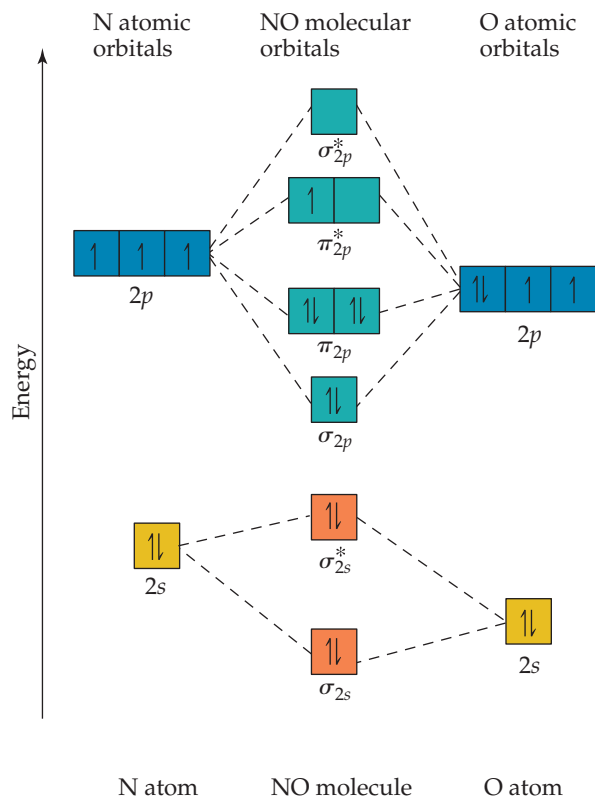 N atomic
orbitals
NO molecular
orbitals
O atomic
orbitals
Energy
σ*2p
π*2p
2p
π2p
2p
σ2p
σ*2s
2s
2s
σ2s
N atom
NO molecule
O atom